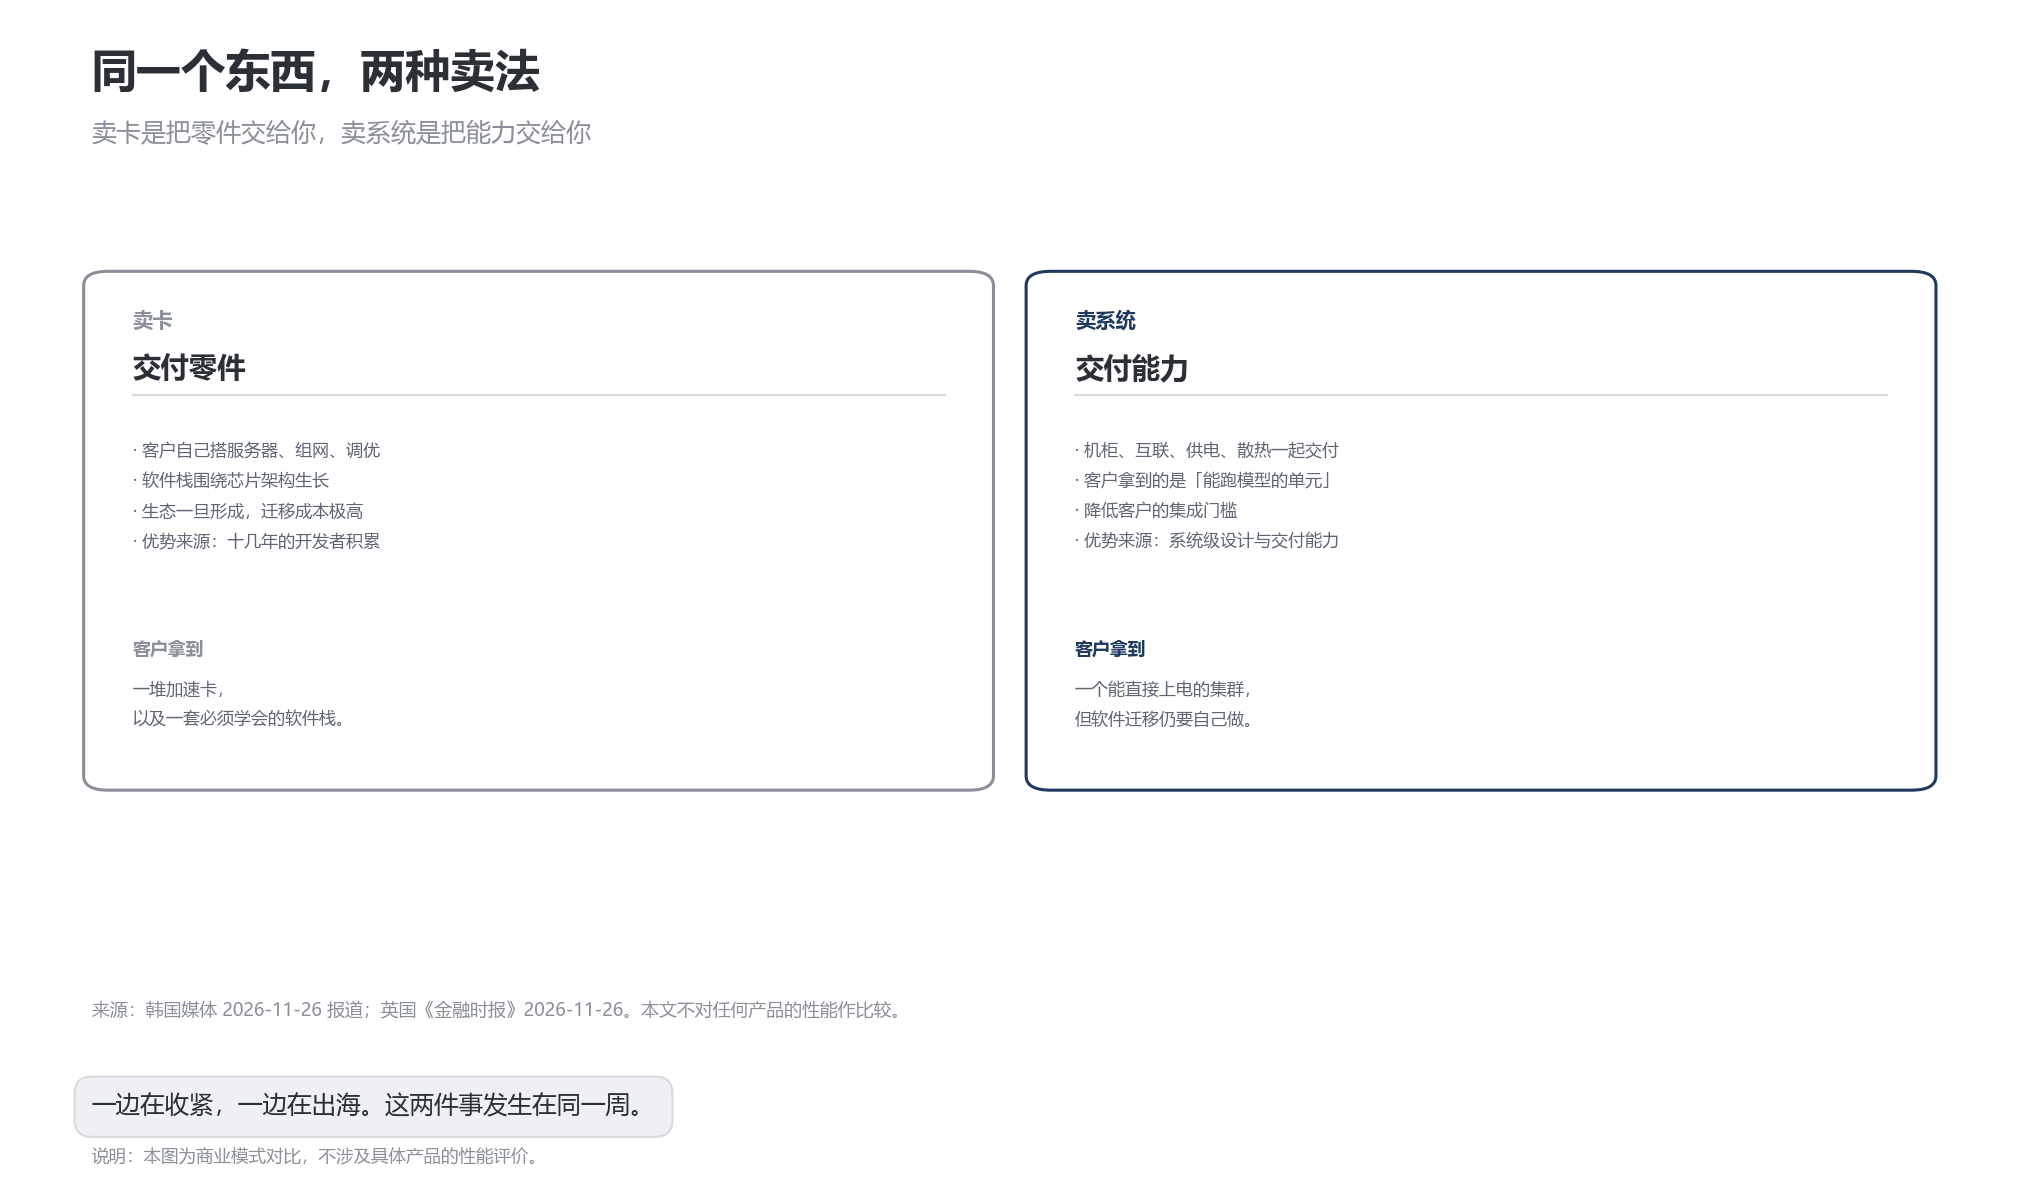 同一个东西，两种卖法
卖卡是把零件交给你，卖系统是把能力交给你
卖卡
交付零件
· 客户自己搭服务器、组网、调优
· 软件栈围绕芯片架构生长
· 生态一旦形成，迁移成本极高
· 优势来源：十几年的开发者积累
客户拿到
一堆加速卡，
以及一套必须学会的软件栈。
卖系统
交付能力
· 机柜、互联、供电、散热一起交付
· 客户拿到的是「能跑模型的单元」
· 降低客户的集成门槛
· 优势来源：系统级设计与交付能力
客户拿到
一个能直接上电的集群，
但软件迁移仍要自己做。
来源：韩国媒体 2026-11-26 报道；英国《金融时报》2026-11-26。本文不对任何产品的性能作比较。
一边在收紧，一边在出海。这两件事发生在同一周。
说明：本图为商业模式对比，不涉及具体产品的性能评价。